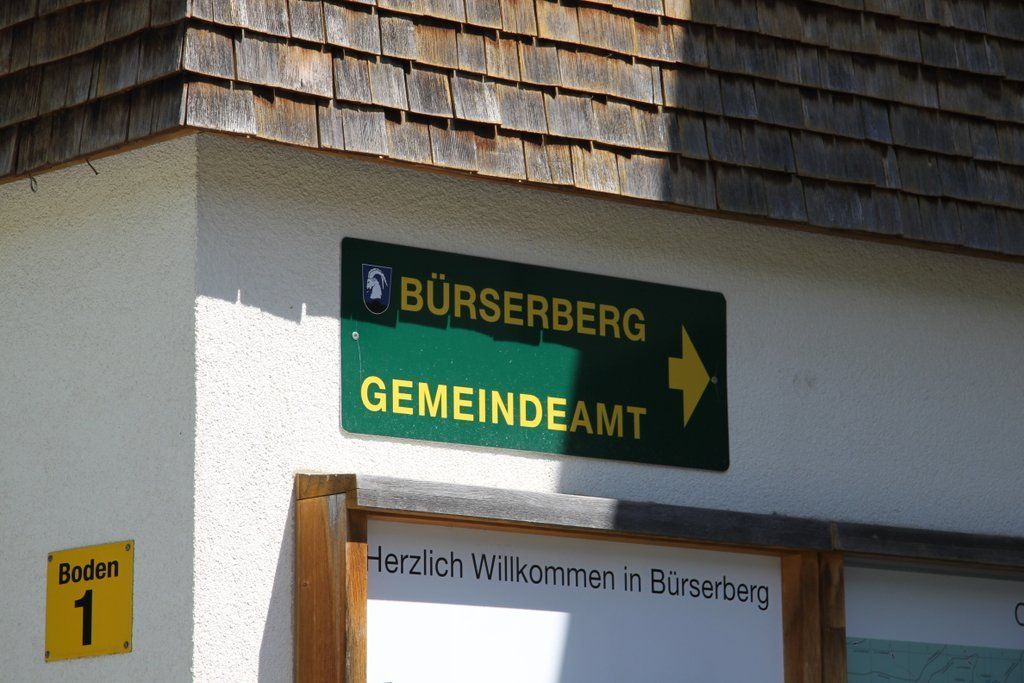 BÜRSERBERG
GEMEINDEAMT
Herzlich Willkommen in Bürserberg
Boden
1